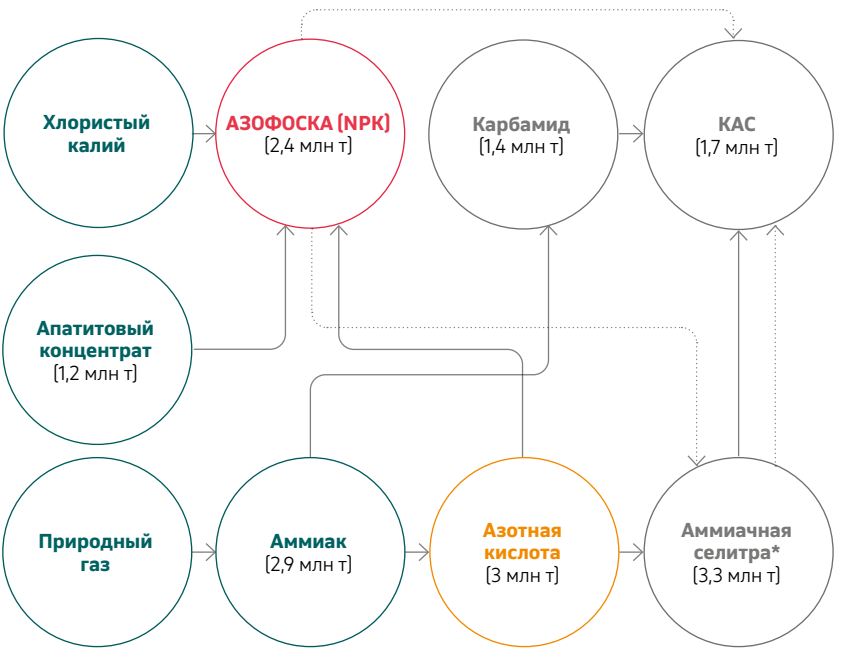 Хлористый
калий
АЗОФОСКА (NPK)
(2,4 млн т)
Карбамид
(1,4 млн т)
КАС
(1,7 млн т)
Апатитовый
концентрат
(1,2 млн т)
Природный
газ
Аммиак
(2,9 млн т)
Азотная
кислота
(3 млн т)
Аммиачная
селитра*
(3,3 млн т)